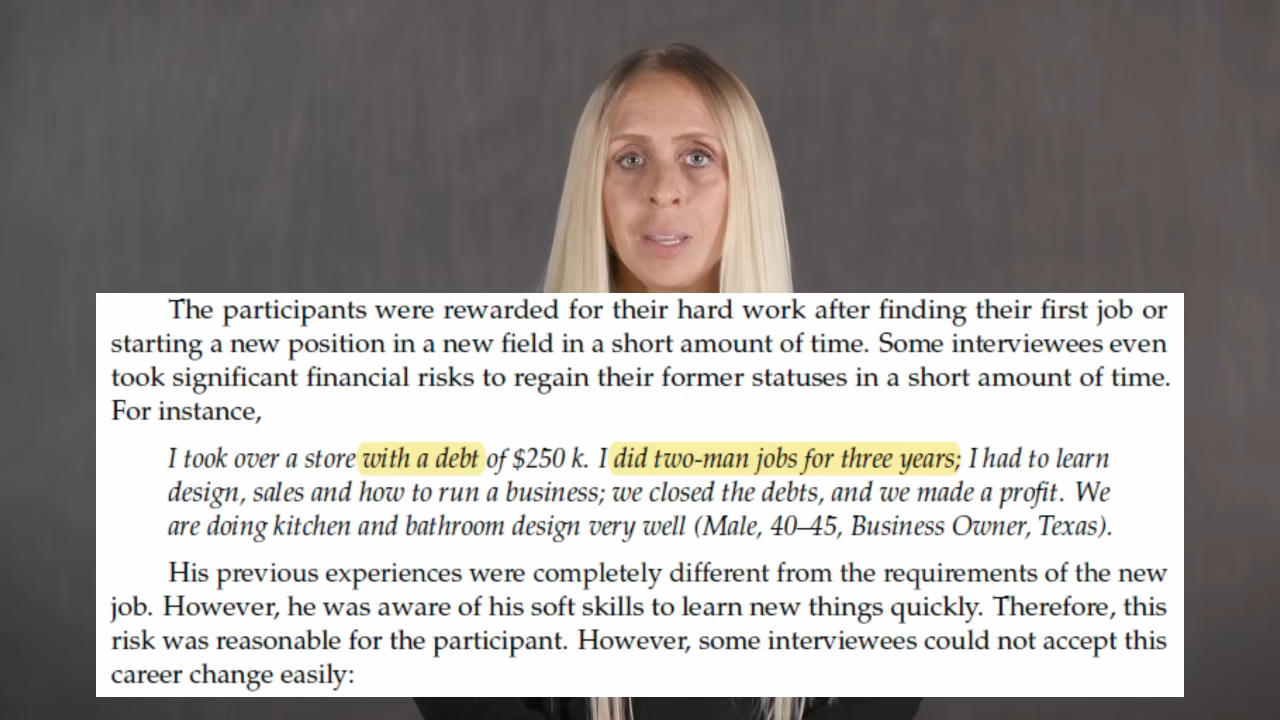 The participants were rewarded for their hard work after finding their first job or
starting a new position in a new field in a short amount of time. Some interviewees even
took significant financial risks to regain their former statuses in a short amount of time.
For instance,
I took over a store with a debt of $250 k. I did two-man jobs for three years; I had to learn
design, sales and how to run a business; we closed the debts, and we made a profit. We
are doing kitchen and bathroom design very well (Male, 40–45, Business Owner, Texas).
His previous experiences were completely different from the requirements of the new
job. However, he was aware of his soft skills to learn new things quickly. Therefore, this
risk was reasonable for the participant. However, some interviewees could not accept this
career change easily: